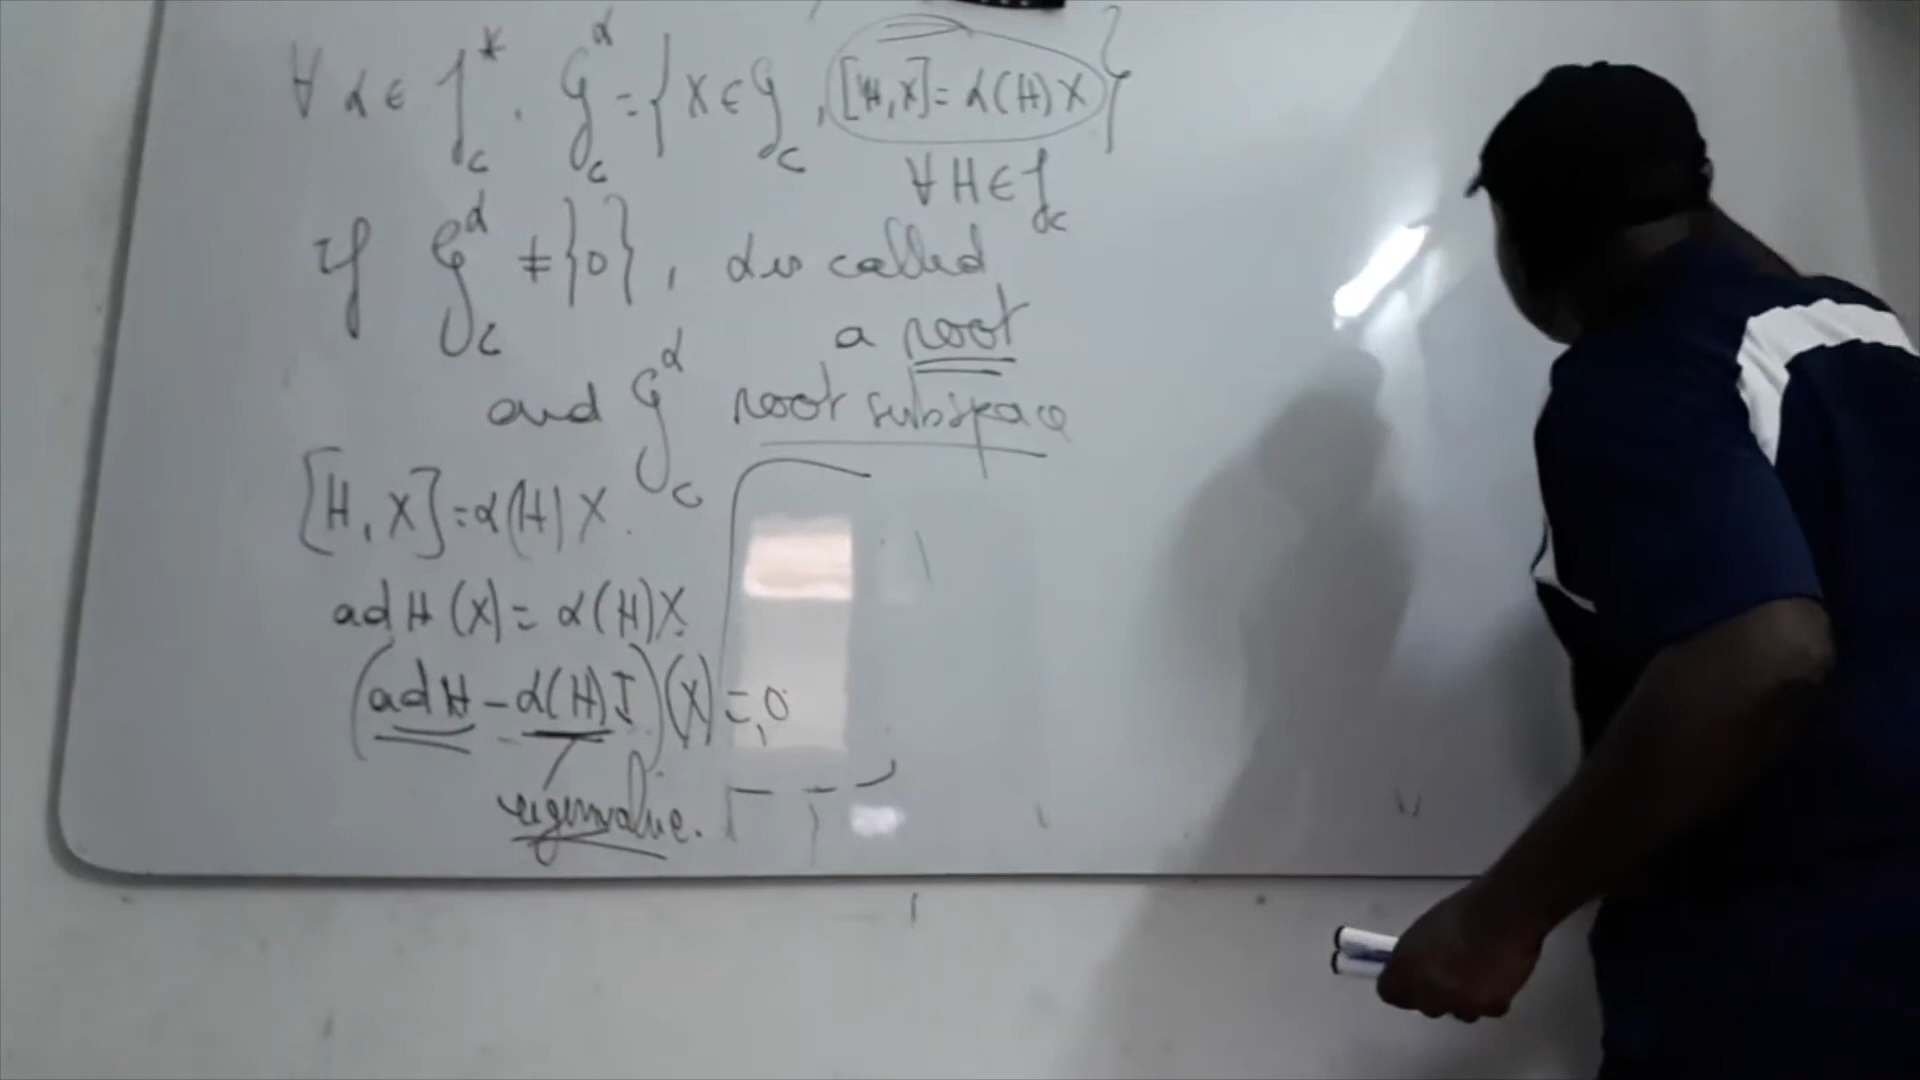 ∀ α ∈ 𝔥*_c . 𝔤^α_c = { X ∈ 𝔤_c , [H,X] = α(H)X }
∀ H ∈ 𝔥_c
If 𝔤^α_c ≠ {0}, α is called
a root
and 𝔤^α_c root subspace
[H,X] = α(H)X.
ad H (X) = α(H)X.
(ad H - α(H)I)(X) = 0
eigenvalue.